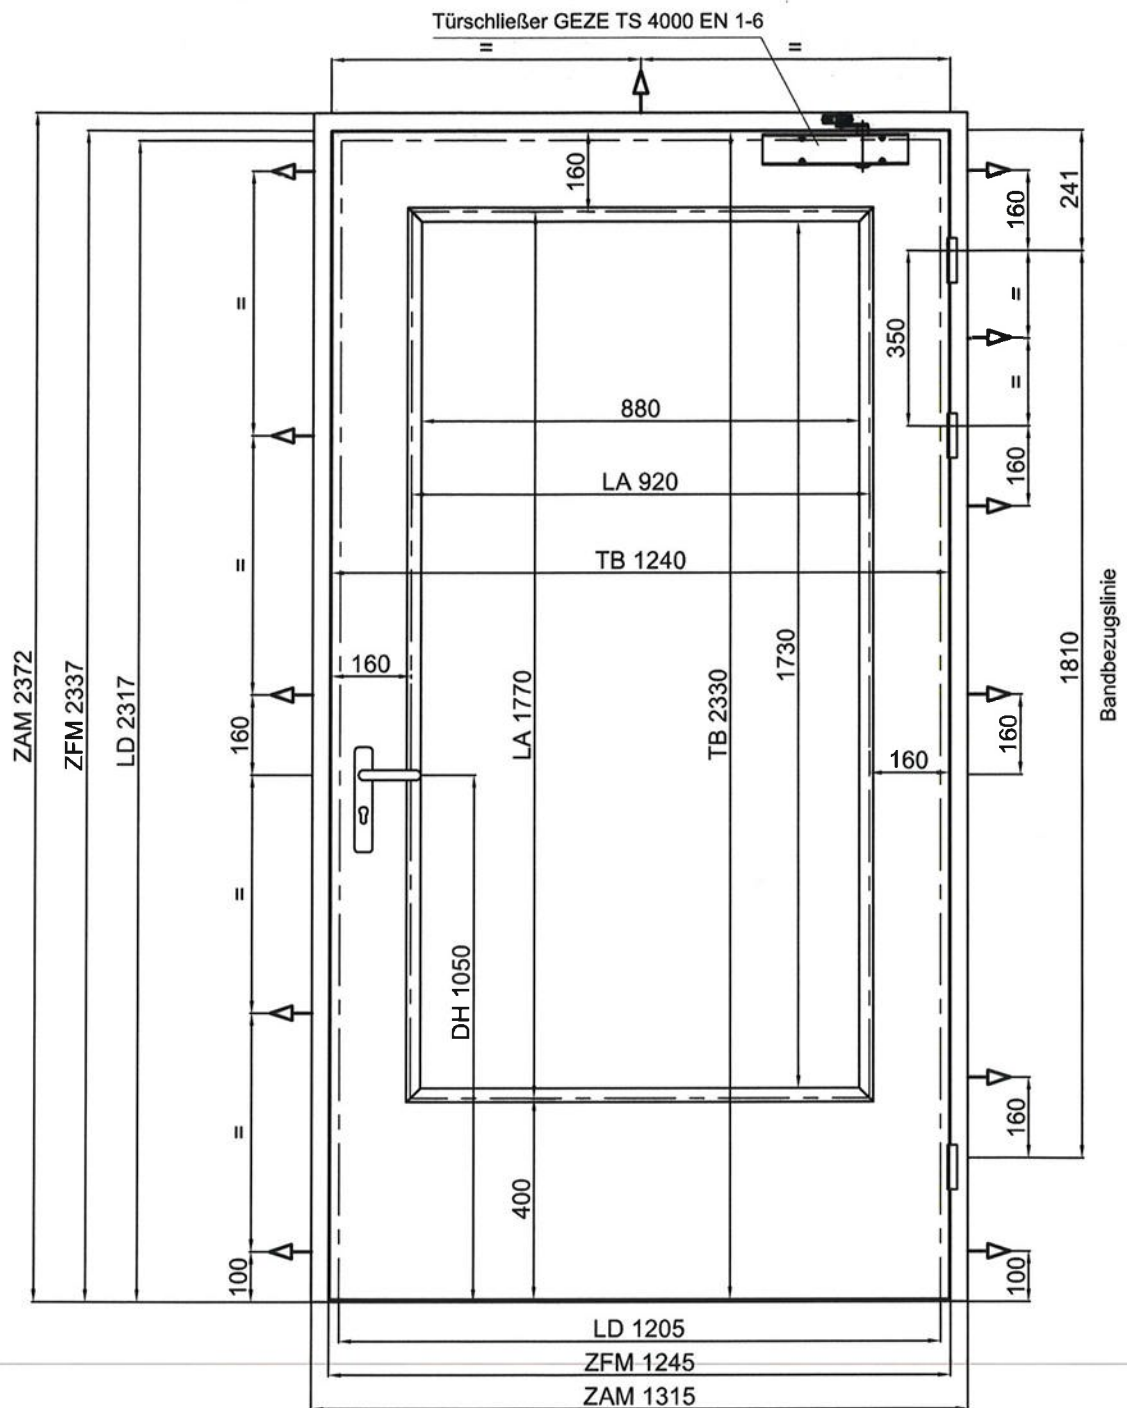 Türschließer GEZE TS 4000 EN 1-6
=
=
160
241
160
=
=
350
=
880
160
LA 920
=
TB 1240
ZAM 2372
ZFM 2337
LD 2317
160
LA 1770
TB 2330
1730
1810
Bandbezugslinie
160
160
160
=
DH 1050
=
160
400
100
100
LD 1205
ZFM 1245
ZAM 1315